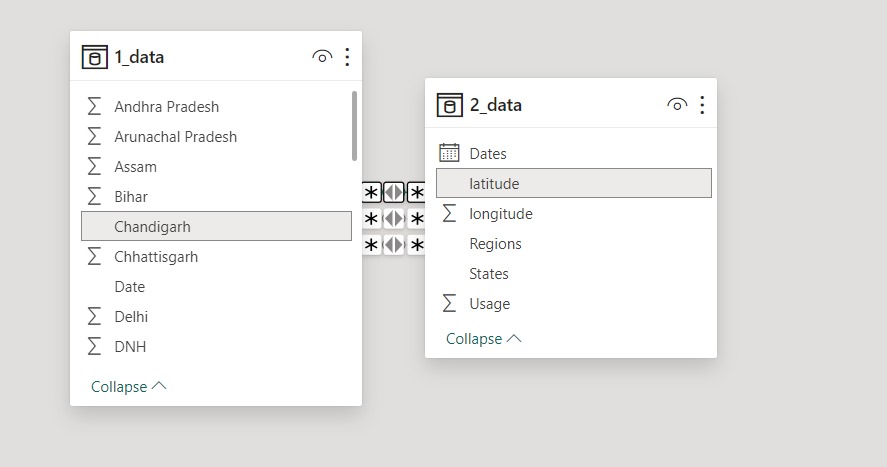 1_data
Andhra Pradesh
Arunachal Pradesh
Assam
Bihar
Chandigarh
Chhattisgarh
Date
Delhi
DNH
Collapse
2_data
Dates
latitude
longitude
Regions
States
Usage
Collapse